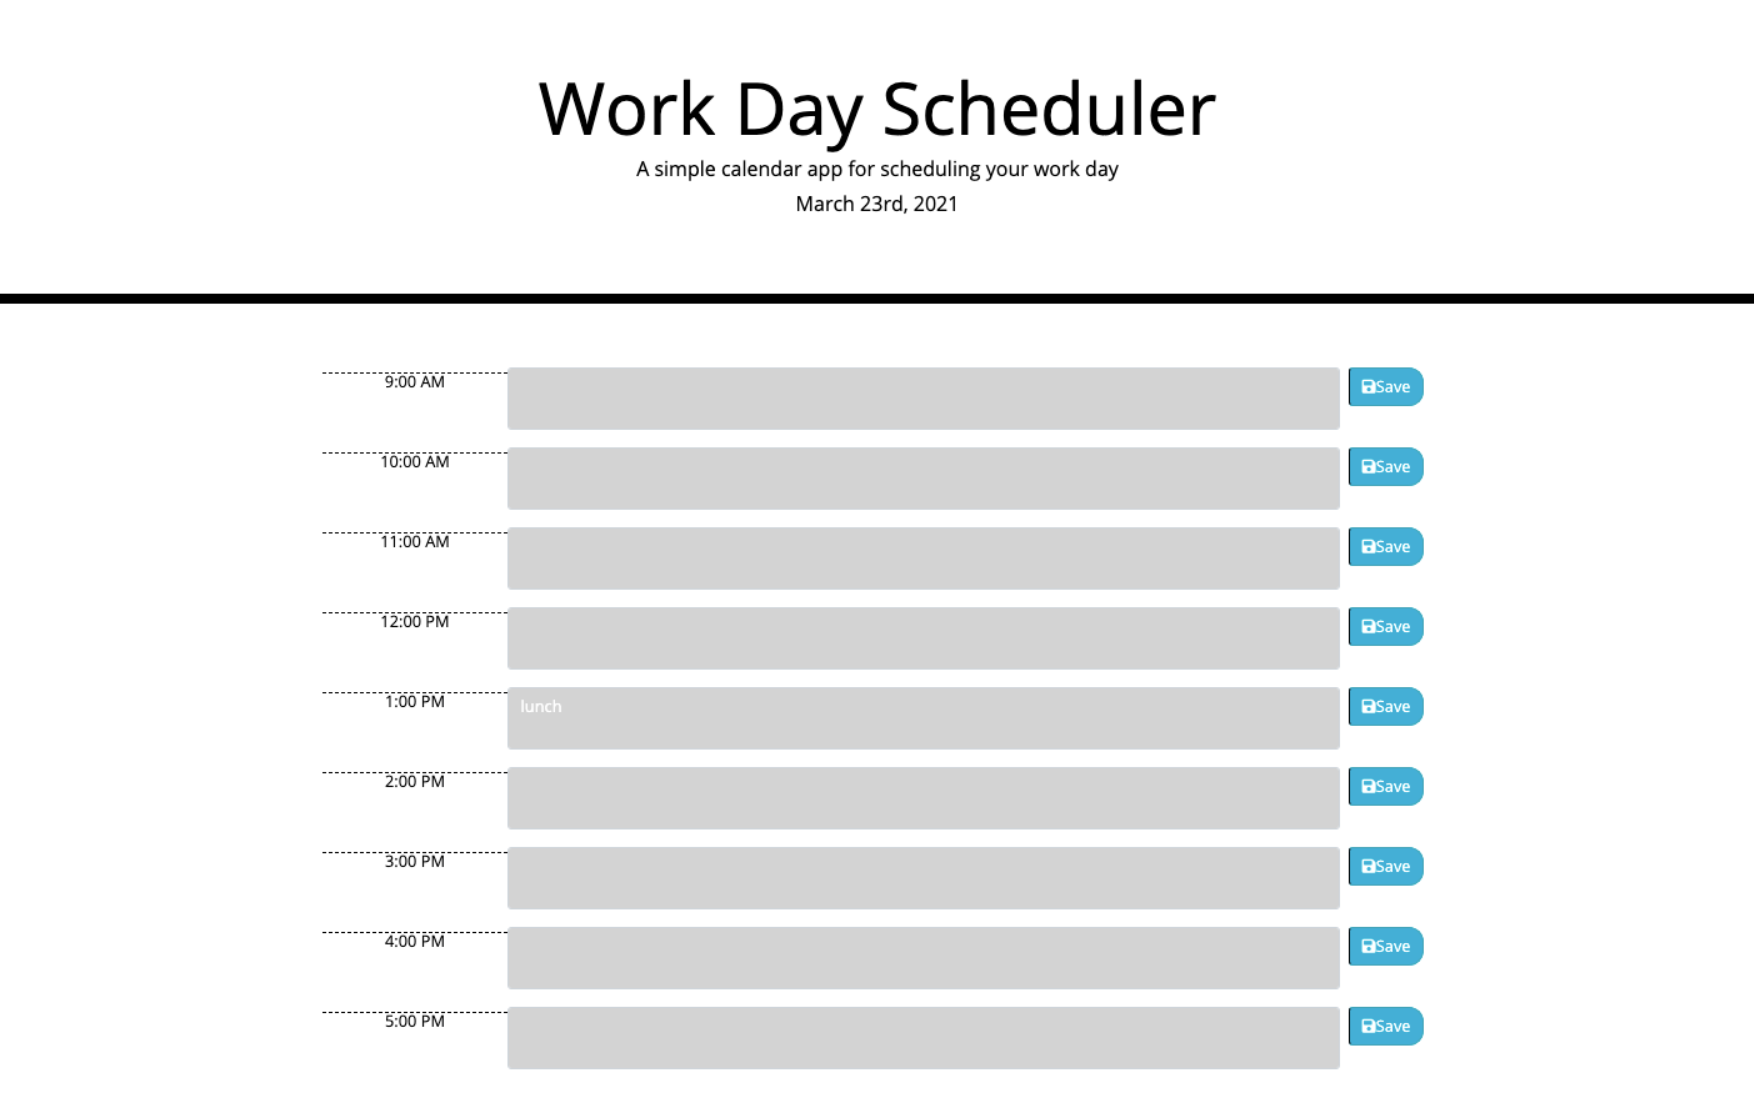 Work Day Scheduler
A simple calendar app for scheduling your work day
March 23rd, 2021
9:00 AM Save
10:00 AM Save
11:00 AM Save
12:00 PM Save
1:00 PM lunch Save
2:00 PM Save
3:00 PM Save
4:00 PM Save
5:00 PM Save